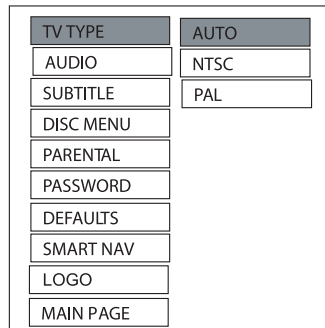 TV TYPE
AUTO
AUDIO
NTSC
SUBTITLE
PAL
DISC MENU
PARENTAL
PASSWORD
DEFAULTS
SMART NAV
LOGO
MAIN PAGE